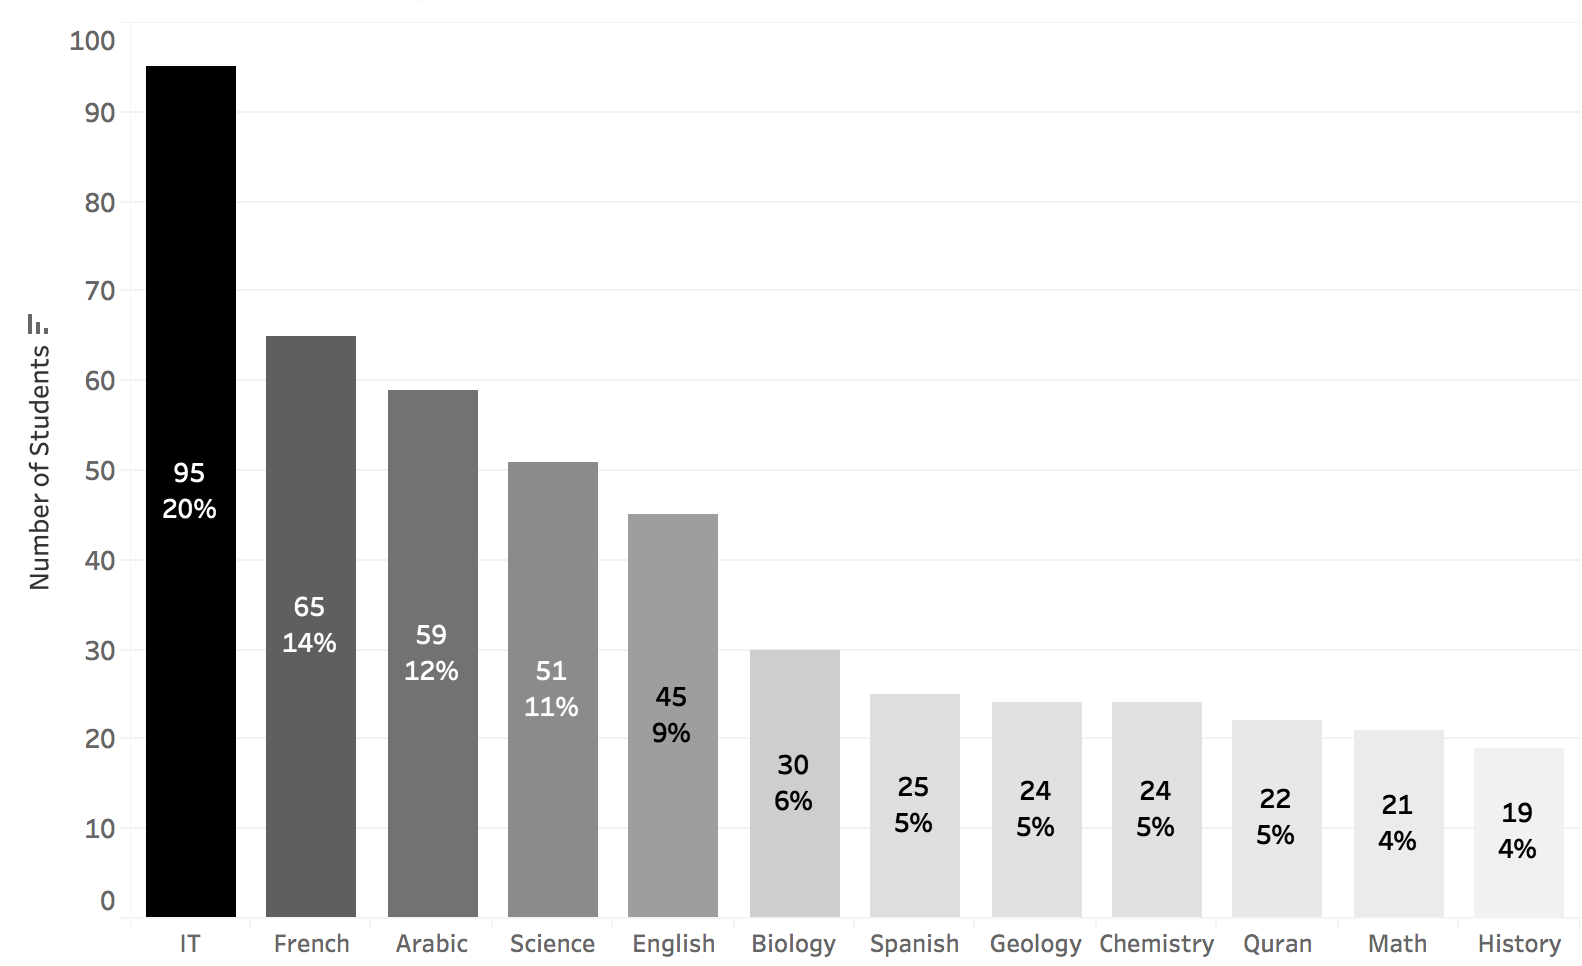 Number of Students
100
90
80
70
60
50
40
30
20
10
0
95
20%
65
14%
59
12%
51
11%
45
9%
30
6%
25
5%
24
5%
24
5%
22
5%
21
4%
19
4%
IT
French
Arabic
Science
English
Biology
Spanish
Geology
Chemistry
Quran
Math
History